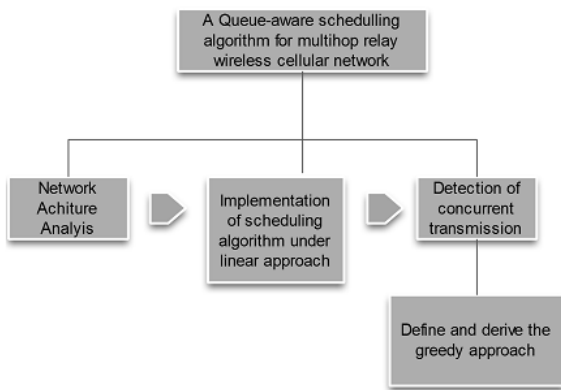 A Queue-aware schedulling
algorithm for multihop relay
wireless cellular network
Network
Achiture
Analyis
Implementation
of scheduling
algorithm under
linear approach
Detection of
concurrent
transmission
Define and derive the
greedy approach